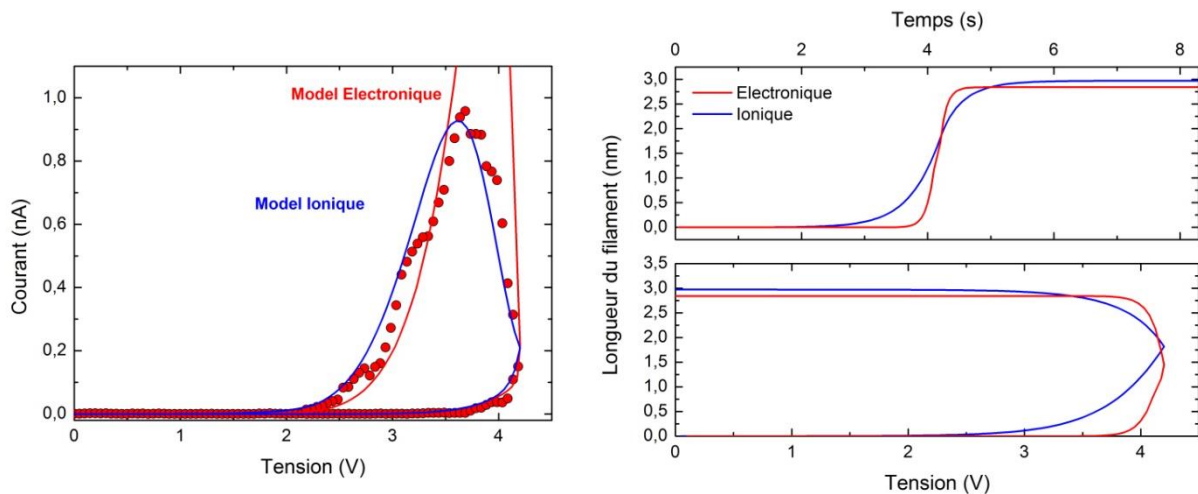 Model Electronique
Model Ionique
Courant (nA)
1,0
0,8
0,6
0,4
0,2
0,0
0 1 2 3 4
Tension (V)
Temps (s)
0 2 4 6 8
Electronique
Ionique
Longueur du filament (nm)
3,0
2,5
2,0
1,5
1,0
0,5
0,0
3,5
3,0
2,5
2,0
1,5
1,0
0,5
0,0
0 1 2 3 4
Tension (V)